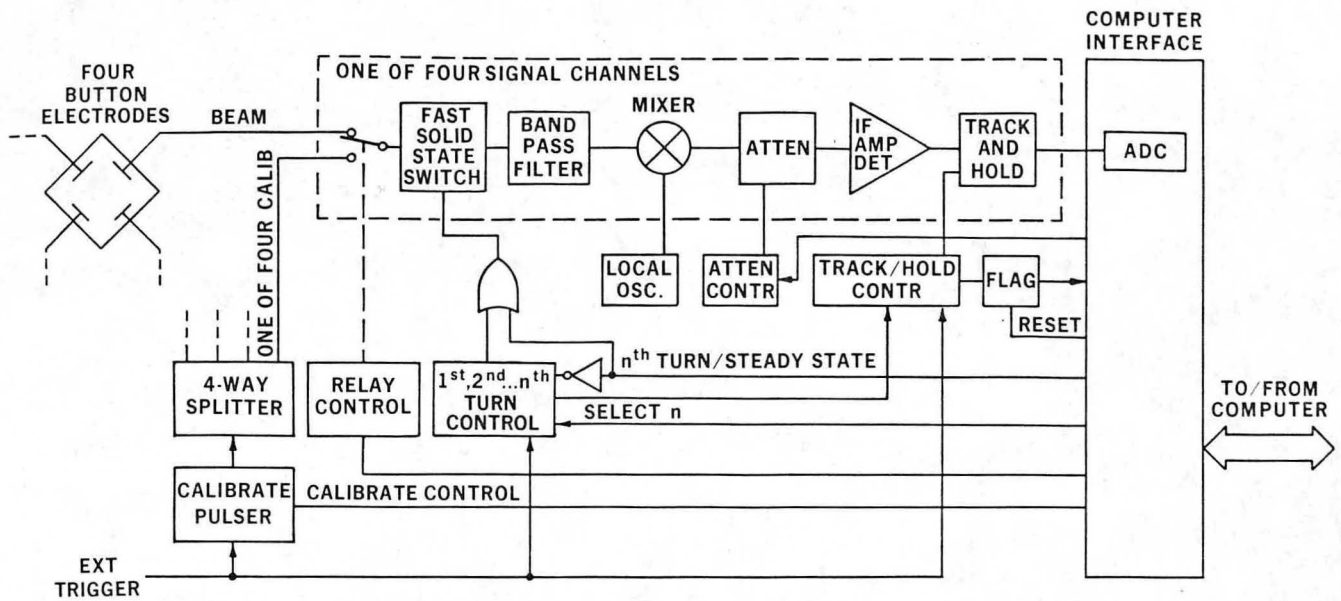 COMPUTER
INTERFACE
FOUR
BUTTON
ELECTRODES
BEAM
ONE OF FOUR SIGNAL CHANNELS
FAST
SOLID
STATE
SWITCH
BAND
PASS
FILTER
MIXER
ATTEN
IF
AMP
DET
TRACK
AND
HOLD
ADC
ONE OF FOUR CALIB
LOCAL
OSC.
ATTEN
CONTR
TRACK/HOLD
CONTR
FLAG
RESET
nth TURN/STEADY STATE
4-WAY
SPLITTER
RELAY
CONTROL
1st,2nd...nth
TURN
CONTROL
SELECT n
TO/FROM
COMPUTER
CALIBRATE
PULSER
CALIBRATE CONTROL
EXT
TRIGGER